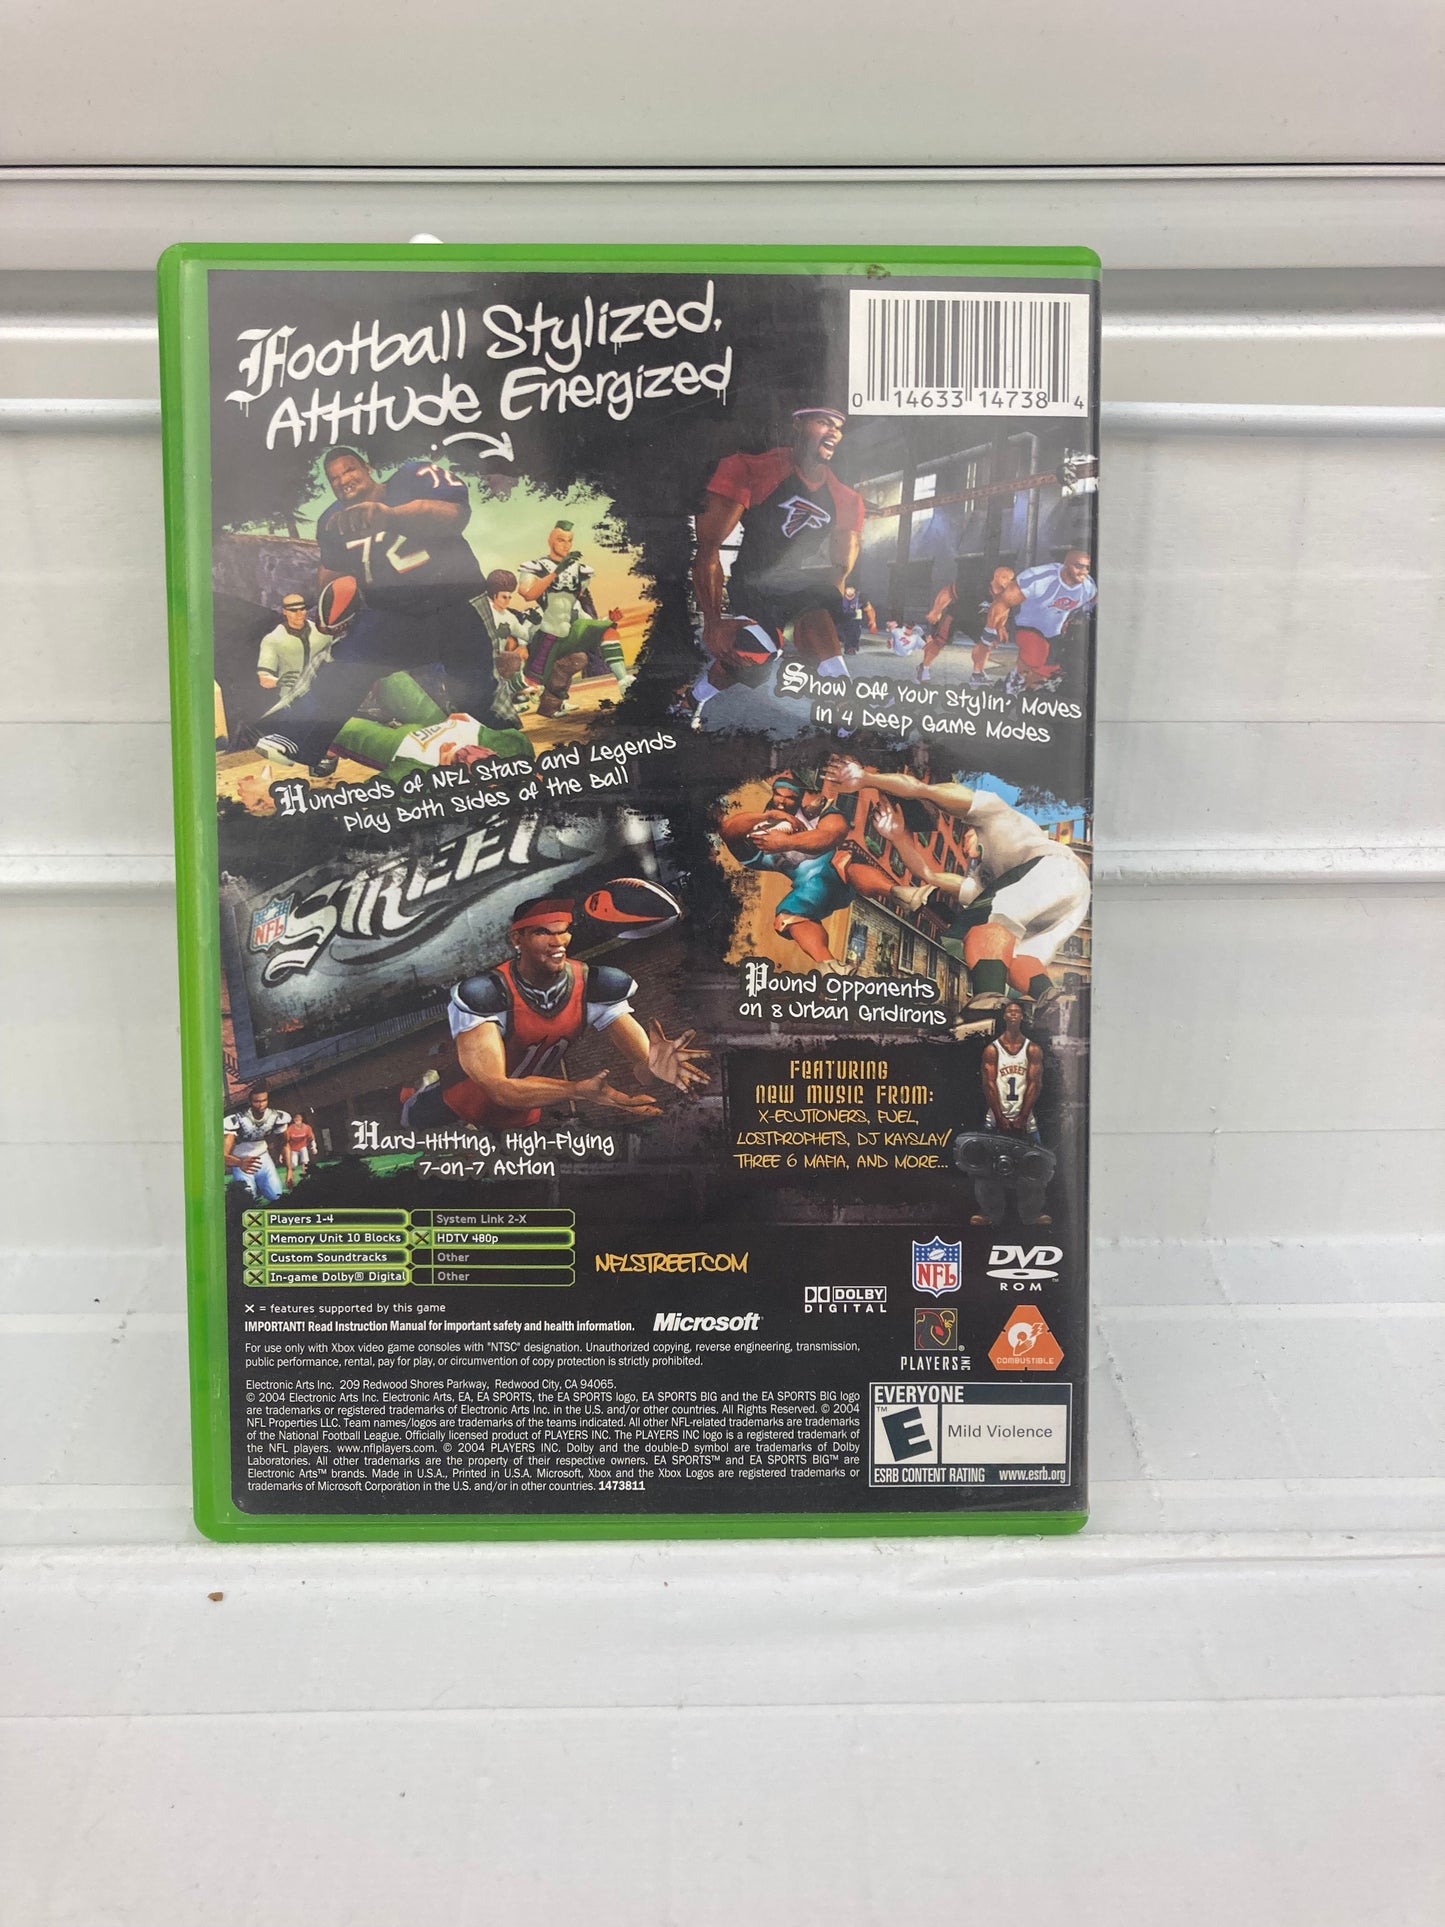 Football Stylized,
Attitude Energized
0 14633 14738 4
72
72
Hundreds of NFL Stars and Legends
Play Both Sides of the Ball
Show Off Your Stylin' Moves
in 4 Deep Game Modes
NFL STREET
Pound Opponents
on 8 Urban Gridirons
10
Hard-Hitting, High-Flying
7-on-7 Action
FEATURING
NEW MUSIC FROM:
X-ECUTIONERS, FUEL,
LOSTPROPHETS, DJ KAYSLAY/
THREE 6 MAFIA, AND MORE...
STREET
1
X Players 1-4 System Link 2-X
X Memory Unit 10 Blocks X HDTV 480p
X Custom Soundtracks Other
X In-game Dolby® Digital Other
NFLSTREET.COM
NFL
DVD
ROM™
X = features supported by this game
IMPORTANT! Read Instruction Manual for important safety and health information.
Microsoft®
DOLBY
DIGITAL
PLAYERS INC
COMBUSTIBLE
For use only with Xbox video game consoles with "NTSC" designation. Unauthorized copying, reverse engineering, transmission,
public performance, rental, pay for play, or circumvention of copy protection is strictly prohibited.
Electronic Arts Inc. 209 Redwood Shores Parkway, Redwood City, CA 94065.
© 2004 Electronic Arts Inc. Electronic Arts, EA, EA SPORTS, the EA SPORTS logo, EA SPORTS BIG and the EA SPORTS BIG logo
are trademarks or registered trademarks of Electronic Arts Inc. in the U.S. and/or other countries. All Rights Reserved. © 2004
NFL Properties LLC. Team names/logos are trademarks of the teams indicated. All other NFL-related trademarks are trademarks
of the National Football League. Officially licensed product of PLAYERS INC. The PLAYERS INC logo is a registered trademark of
the NFL players. www.nflplayers.com. © 2004 PLAYERS INC. Dolby and the double-D symbol are trademarks of Dolby
Laboratories. All other trademarks are the property of their respective owners. EA SPORTS™ and EA SPORTS BIG™ are
Electronic Arts™ brands. Made in U.S.A., Printed in U.S.A. Microsoft, Xbox and the Xbox Logos are registered trademarks or
trademarks of Microsoft Corporation in the U.S. and/or in other countries. 1473811
EVERYONE
™
E
Mild Violence
ESRB CONTENT RATING www.esrb.org